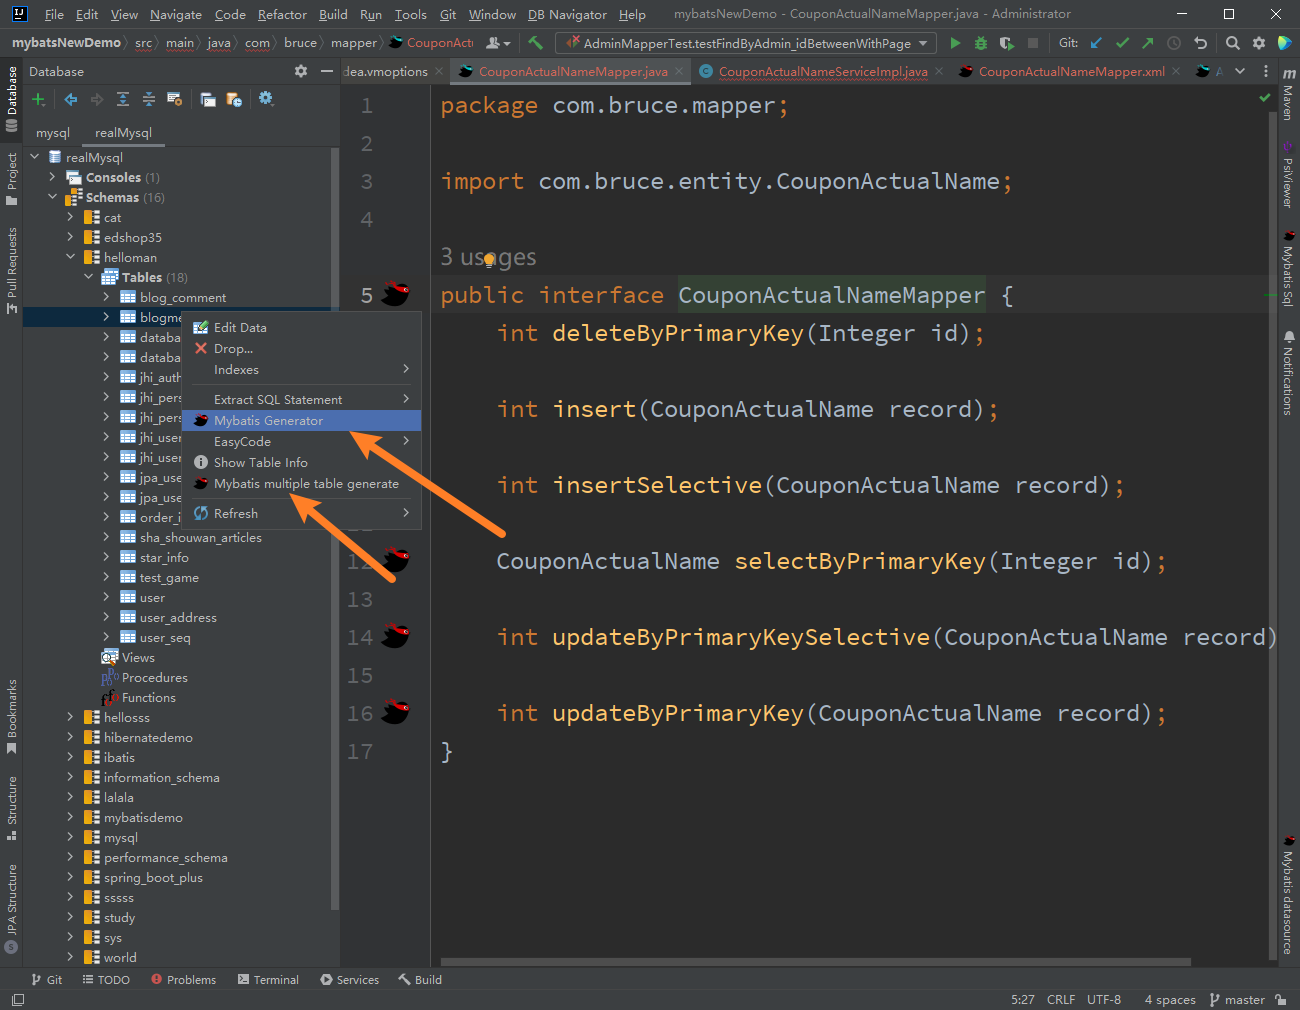 File Edit View Navigate Code Refactor Build Run Tools Git Window DB Navigator Help mybatsNewDemo - CouponActualNameMapper.java - Administrator
mybatsNewDemo src main java com bruce mapper CouponActu AdminMapperTest.testFindByAdmin_idBetweenWithPage Git:
Database
dea.vmoptions CouponActualNameMapper.java CouponActualNameServiceImpl.java CouponActualNameMapper.xml
mysql realMysql
realMysql
Consoles (1)
Schemas (16)
cat
edshop35
helloman
Tables (18)
blog_comment
blogme
databa
databa
jhi_auth
jhi_pers
jhi_pers
jhi_user
jhi_user
jpa_use
jpa_use
order_i
sha_shouwan_articles
star_info
test_game
user
user_address
user_seq
Views
Procedures
Functions
hellosss
hibernatedemo
ibatis
information_schema
lalala
mybatisdemo
mysql
performance_schema
spring_boot_plus
sssss
study
sys
world
Edit Data
Drop...
Indexes
Extract SQL Statement
Mybatis Generator
EasyCode
Show Table Info
Mybatis multiple table generate
Refresh
1 package com.bruce.mapper;
2
3 import com.bruce.entity.CouponActualName;
4
3 usages
5 public interface CouponActualNameMapper {
int deleteByPrimaryKey(Integer id);
int insert(CouponActualName record);
int insertSelective(CouponActualName record);
12 CouponActualName selectByPrimaryKey(Integer id);
13
14 int updateByPrimaryKeySelective(CouponActualName record)
15
16 int updateByPrimaryKey(CouponActualName record);
17 }
Database
Project
Pull Requests
Bookmarks
Structure
JPA Structure
m
Maven
PsiViewer
Mybatis Sql
Notifications
Mybatis datasource
Git TODO Problems Terminal Services Build
5:27 CRLF UTF-8 4 spaces master